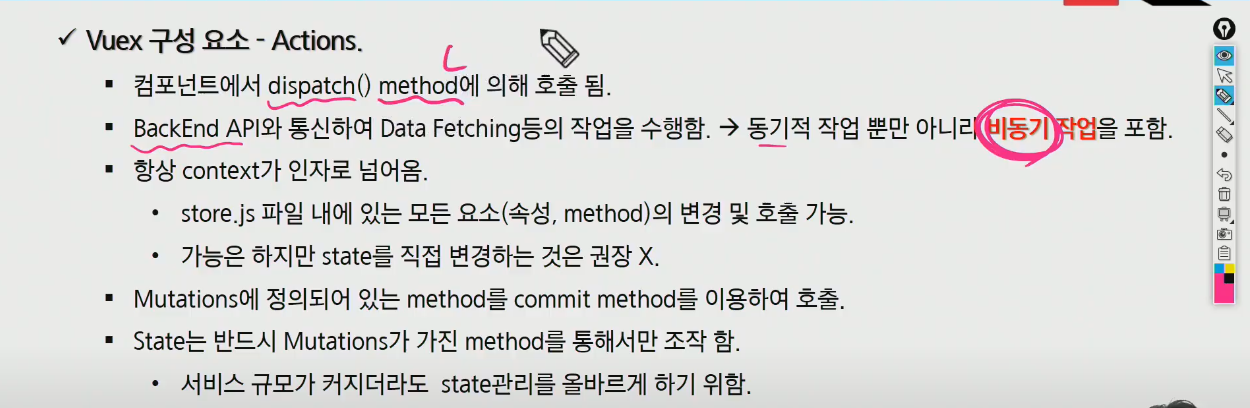 ✓ Vuex 구성 요소 - Actions.
▪ 컴포넌트에서 dispatch() method에 의해 호출 됨.
▪ BackEnd API와 통신하여 Data Fetching등의 작업을 수행함. → 동기적 작업 뿐만 아니라 비동기 작업을 포함.
▪ 항상 context가 인자로 넘어옴.
• store.js 파일 내에 있는 모든 요소(속성, method)의 변경 및 호출 가능.
• 가능은 하지만 state를 직접 변경하는 것은 권장 X.
▪ Mutations에 정의되어 있는 method를 commit method를 이용하여 호출.
▪ State는 반드시 Mutations가 가진 method를 통해서만 조작 함.
• 서비스 규모가 커지더라도 state관리를 올바르게 하기 위함.